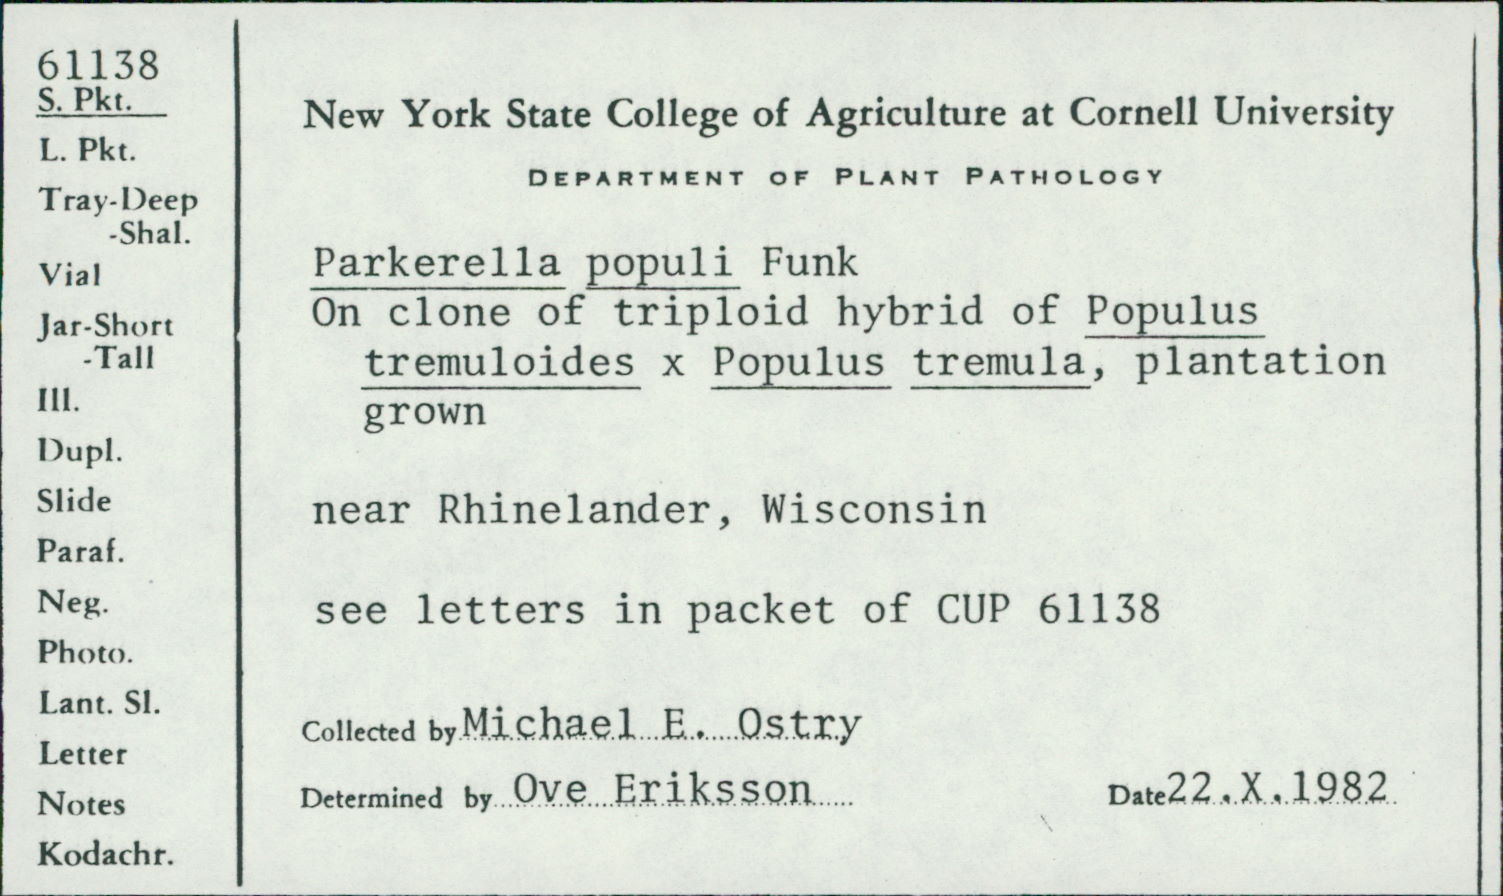 61138
S. Pkt.
L. Pkt.
Tray-Deep
-Shal.
Vial
Jar-Short
-Tall
Ill.
Dupl.
Slide
Paraf.
Neg.
Photo.
Lant. Sl.
Letter
Notes
Kodachr.
New York State College of Agriculture at Cornell University
DEPARTMENT OF PLANT PATHOLOGY
Parkerella populi Funk
On clone of triploid hybrid of Populus
tremuloides x Populus tremula, plantation
grown
near Rhinelander, Wisconsin
see letters in packet of CUP 61138
Collected by Michael E. Ostry
Determined by Ove Eriksson Date 22.X.1982